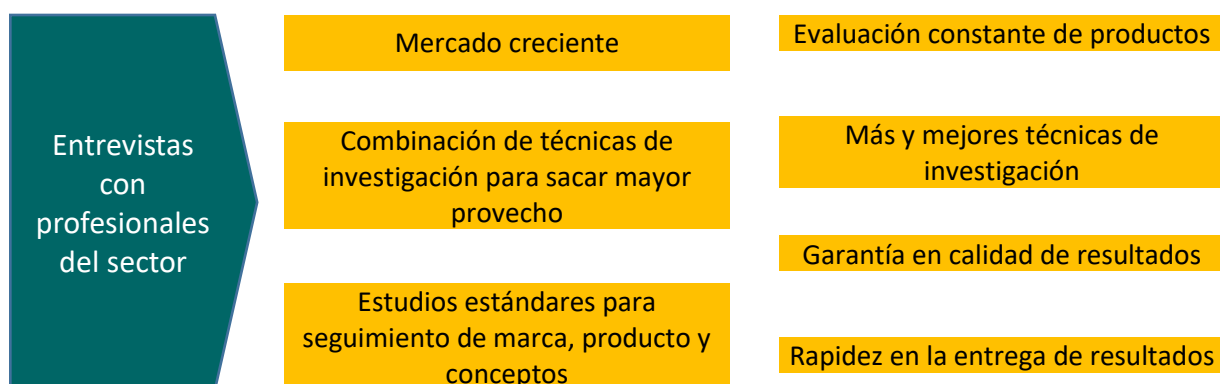 Entrevistas
con
profesionales
del sector
Mercado creciente
Combinación de técnicas de
investigación para sacar mayor
provecho
Estudios estándares para
seguimiento de marca, producto y
conceptos
Evaluación constante de productos
Más y mejores técnicas de
investigación
Garantía en calidad de resultados
Rapidez en la entrega de resultados